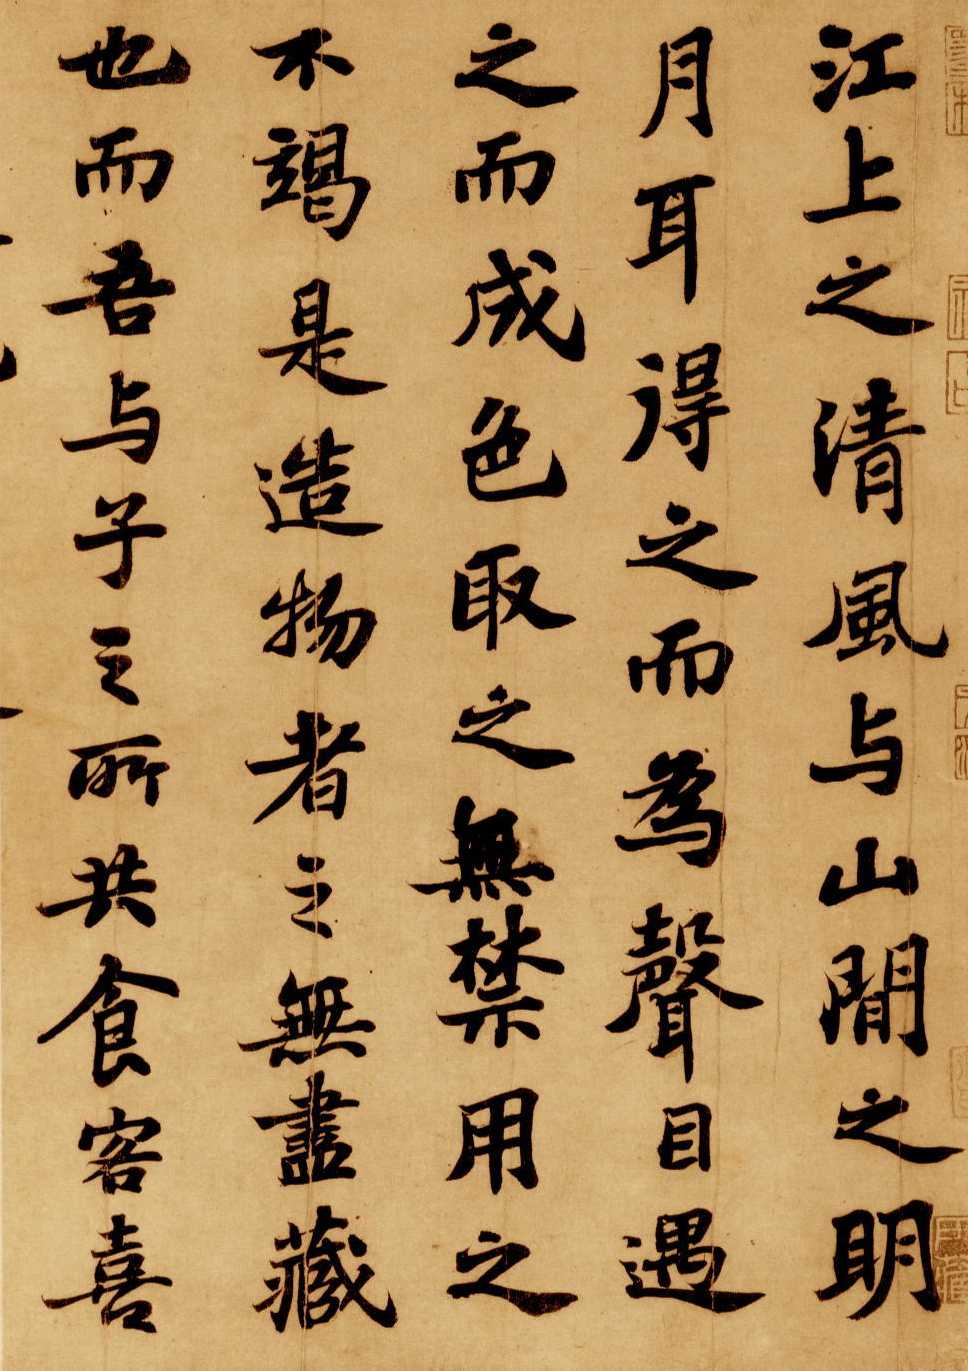 江上之清風与山間之明
月耳得之而為聲目遇
之而成色取之無禁用之
不竭是造物者之無盡藏
也而吾与子之所共食客喜